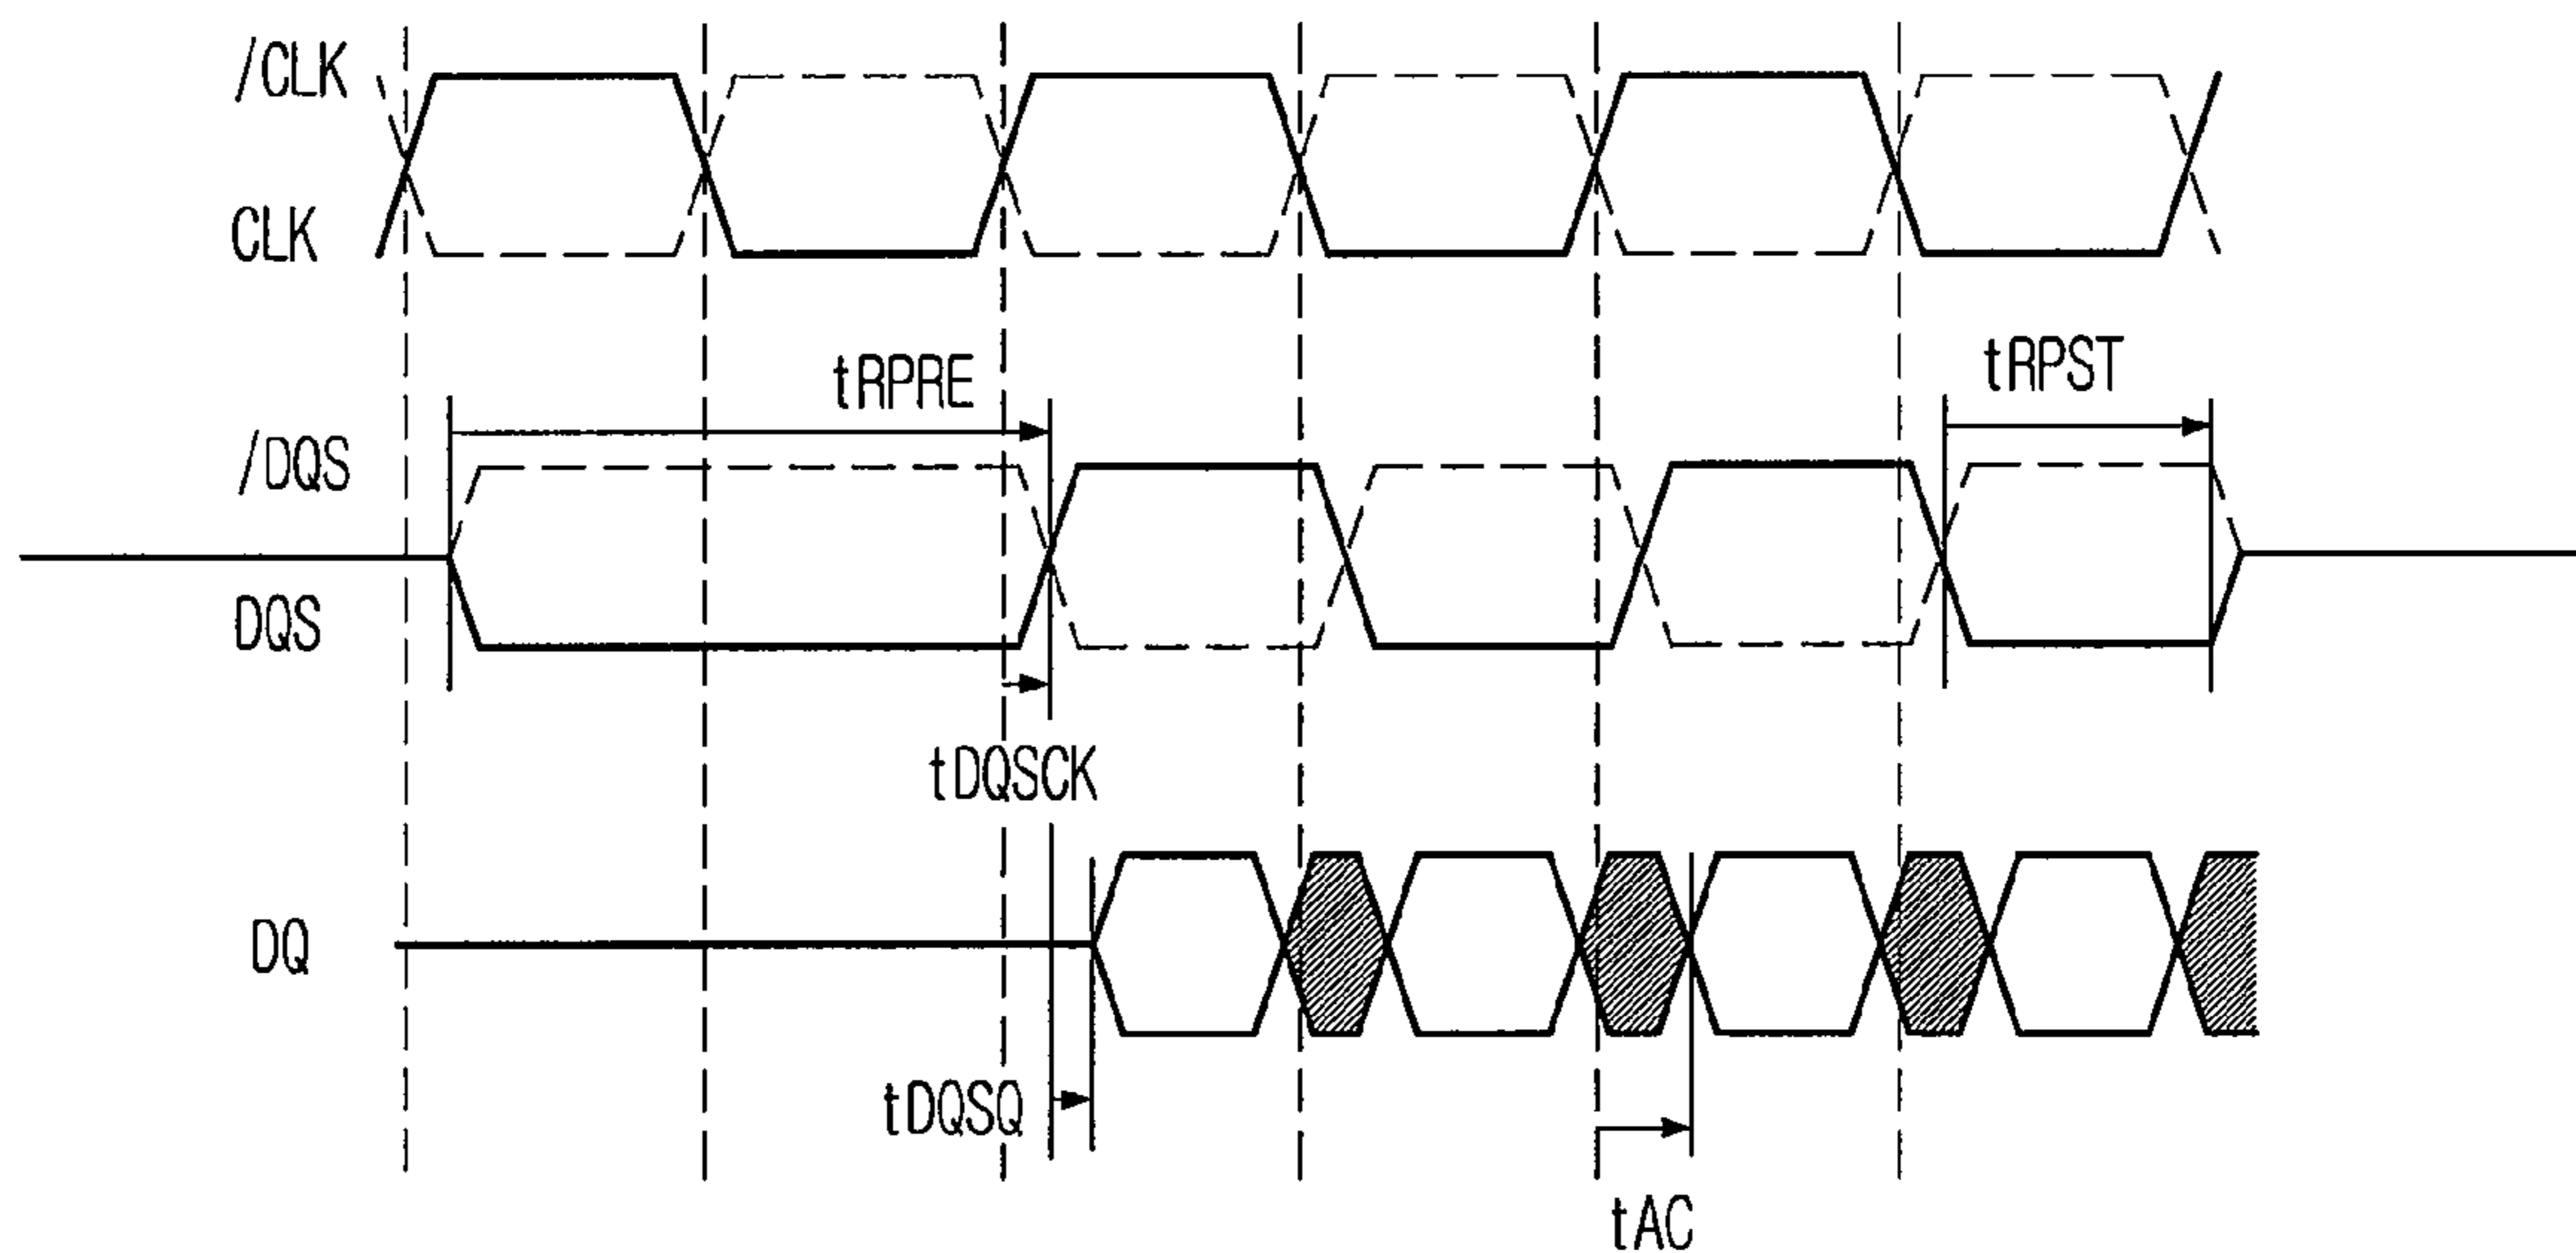 /CLK
CLK
tRPRE
tRPST
/DQS
DQS
tDQSCK
DQ
tDQSQ
tAC